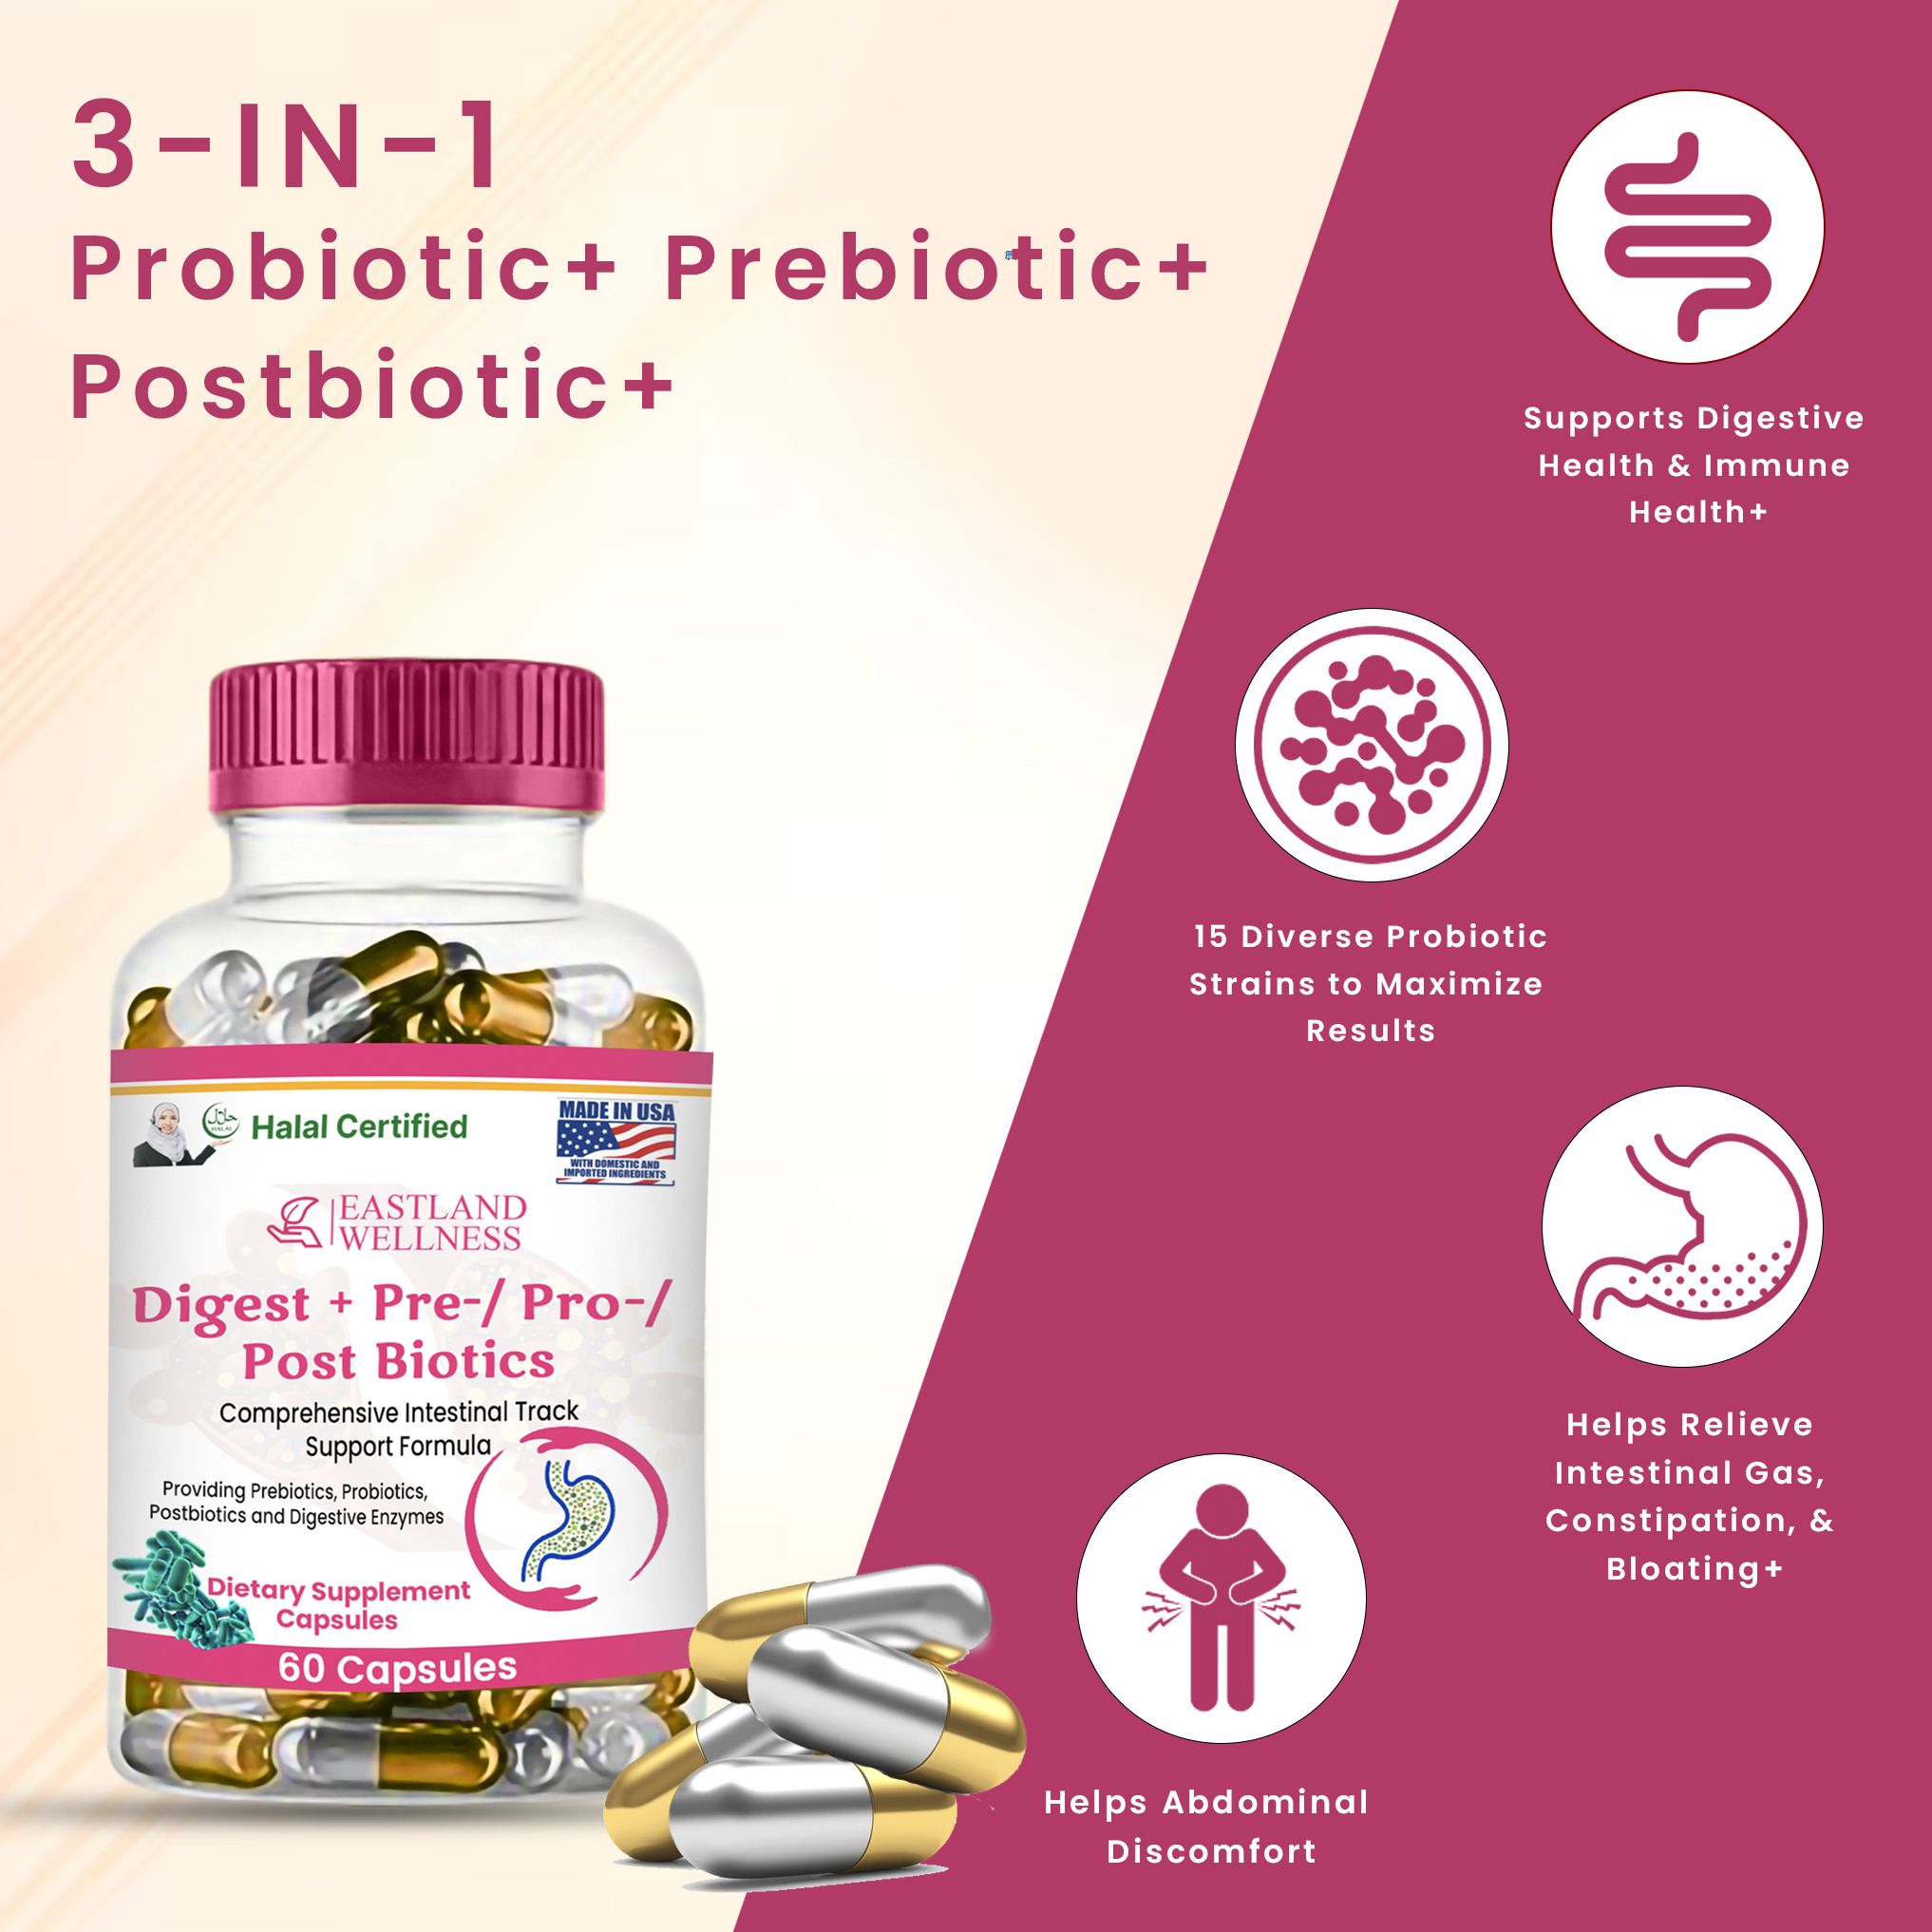 3-IN-1
Probiotic+ Prebiotic+
Postbiotic+
Supports Digestive
Health & Immune
Health+
15 Diverse Probiotic
Strains to Maximize
Results
Helps Relieve
Intestinal Gas,
Constipation, &
Bloating+
Helps Abdominal
Discomfort
حلال
HALAL
Halal Certified
MADE IN USA
WITH DOMESTIC AND
IMPORTED INGREDIENTS
EASTLAND
WELLNESS
Digest + Pre-/ Pro-/
Post Biotics
Comprehensive Intestinal Track
Support Formula
Providing Prebiotics, Probiotics,
Postbiotics and Digestive Enzymes
Dietary Supplement
Capsules
60 Capsules